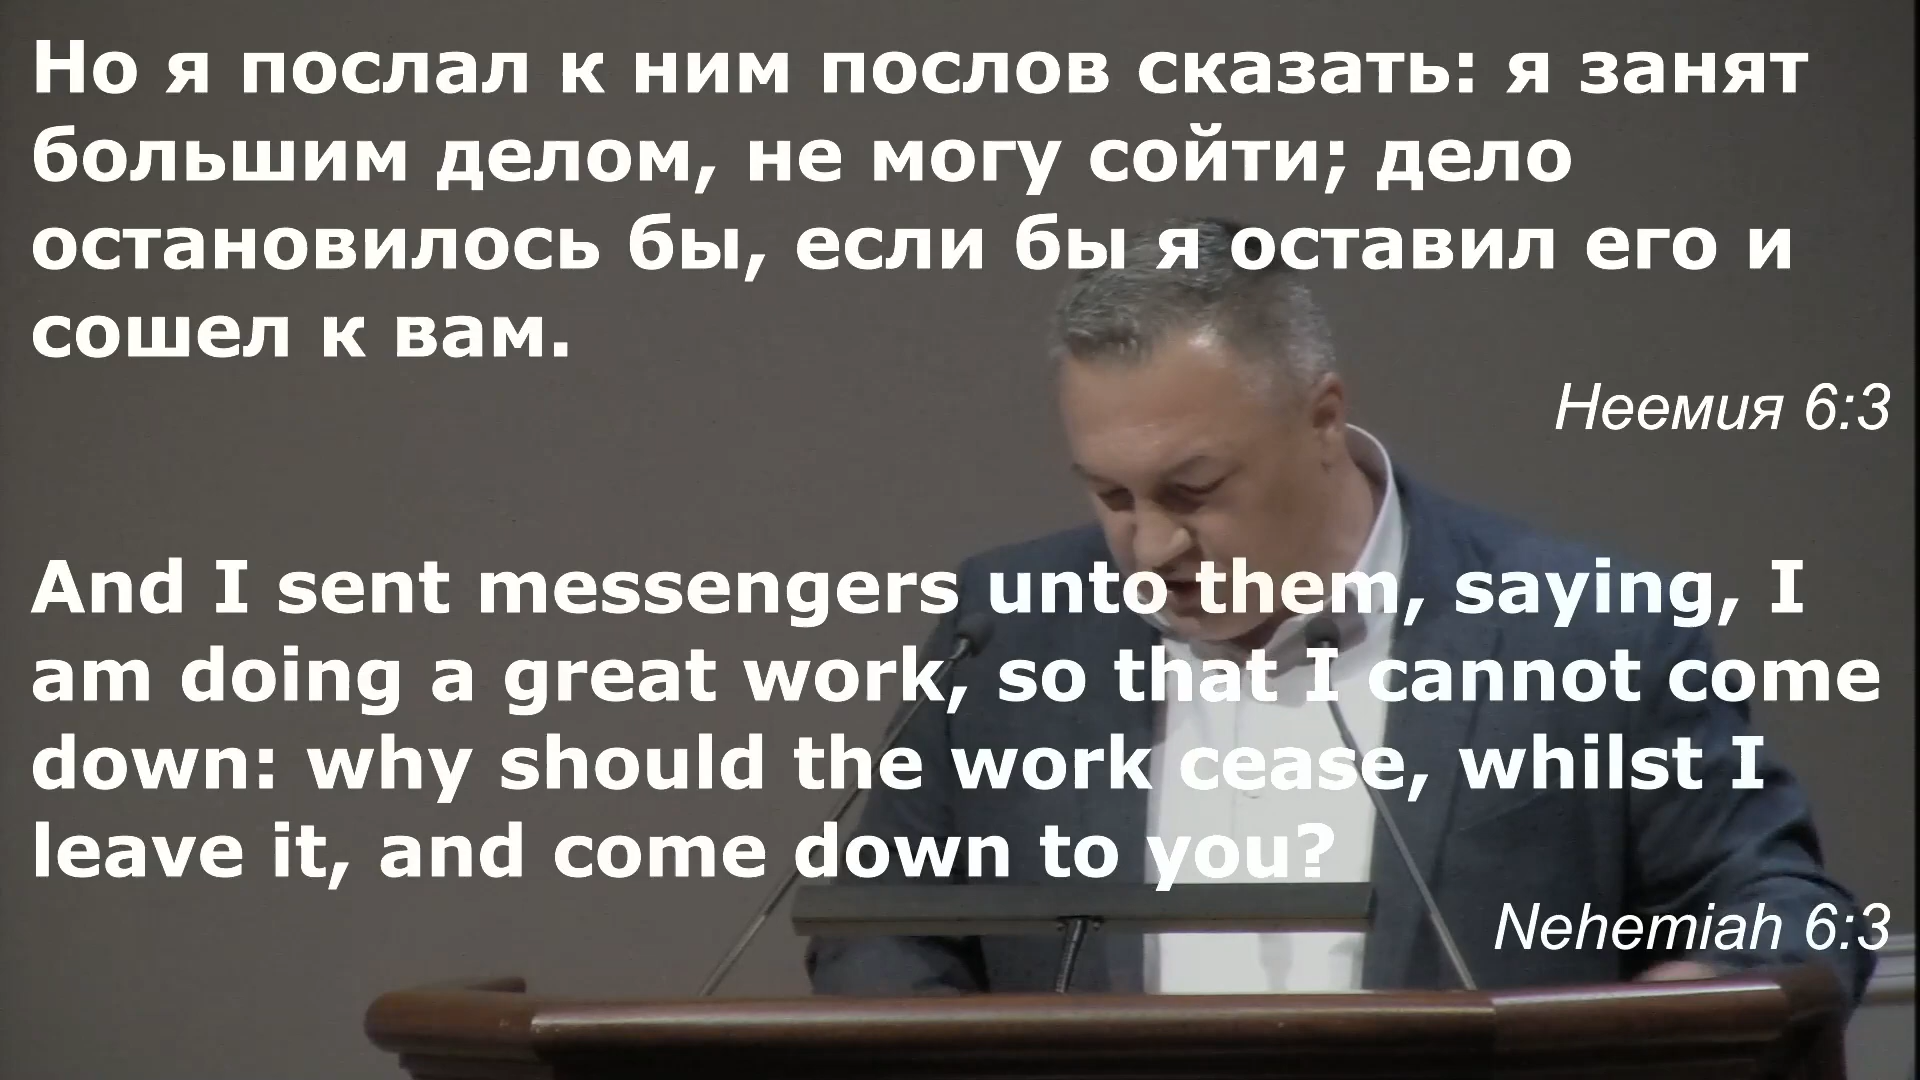 Но я послал к ним послов сказать: я занят
большим делом, не могу сойти; дело
остановилось бы, если бы я оставил его и
сошел к вам.
Неемия 6:3
And I sent messengers unto them, saying, I
am doing a great work, so that I cannot come
down: why should the work cease, whilst I
leave it, and come down to you?
Nehemiah 6:3